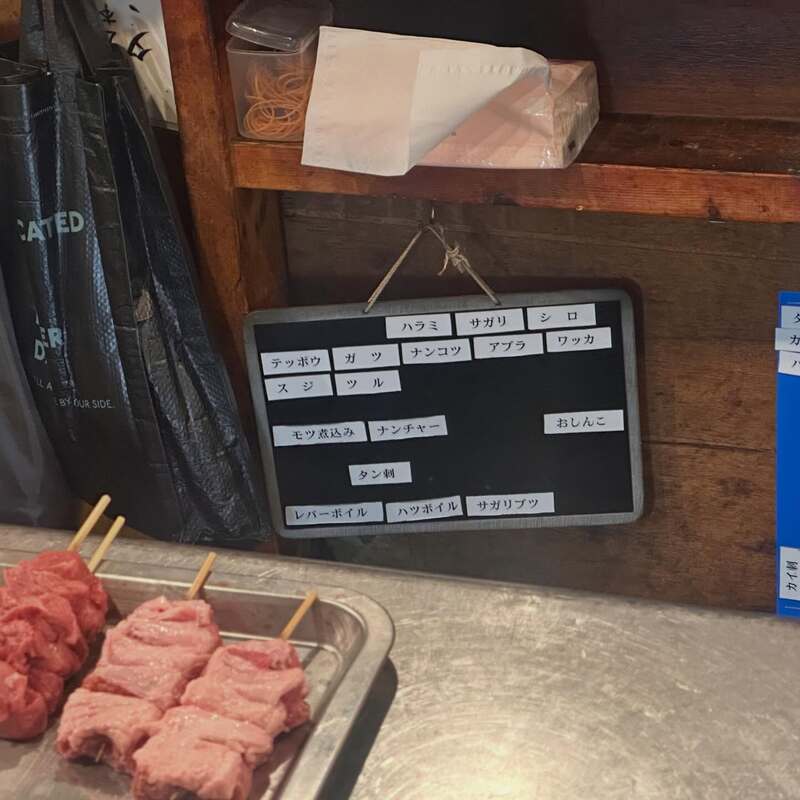 CATED
BY OUR SIDE.
ハラミ サガリ シロ
テッポウ ガツ ナンコツ アブラ ワッカ
スジ ツル
モツ煮込み ナンチャー おしんこ
タン刺
レバーボイル ハツボイル サガリブツ
カイ刺